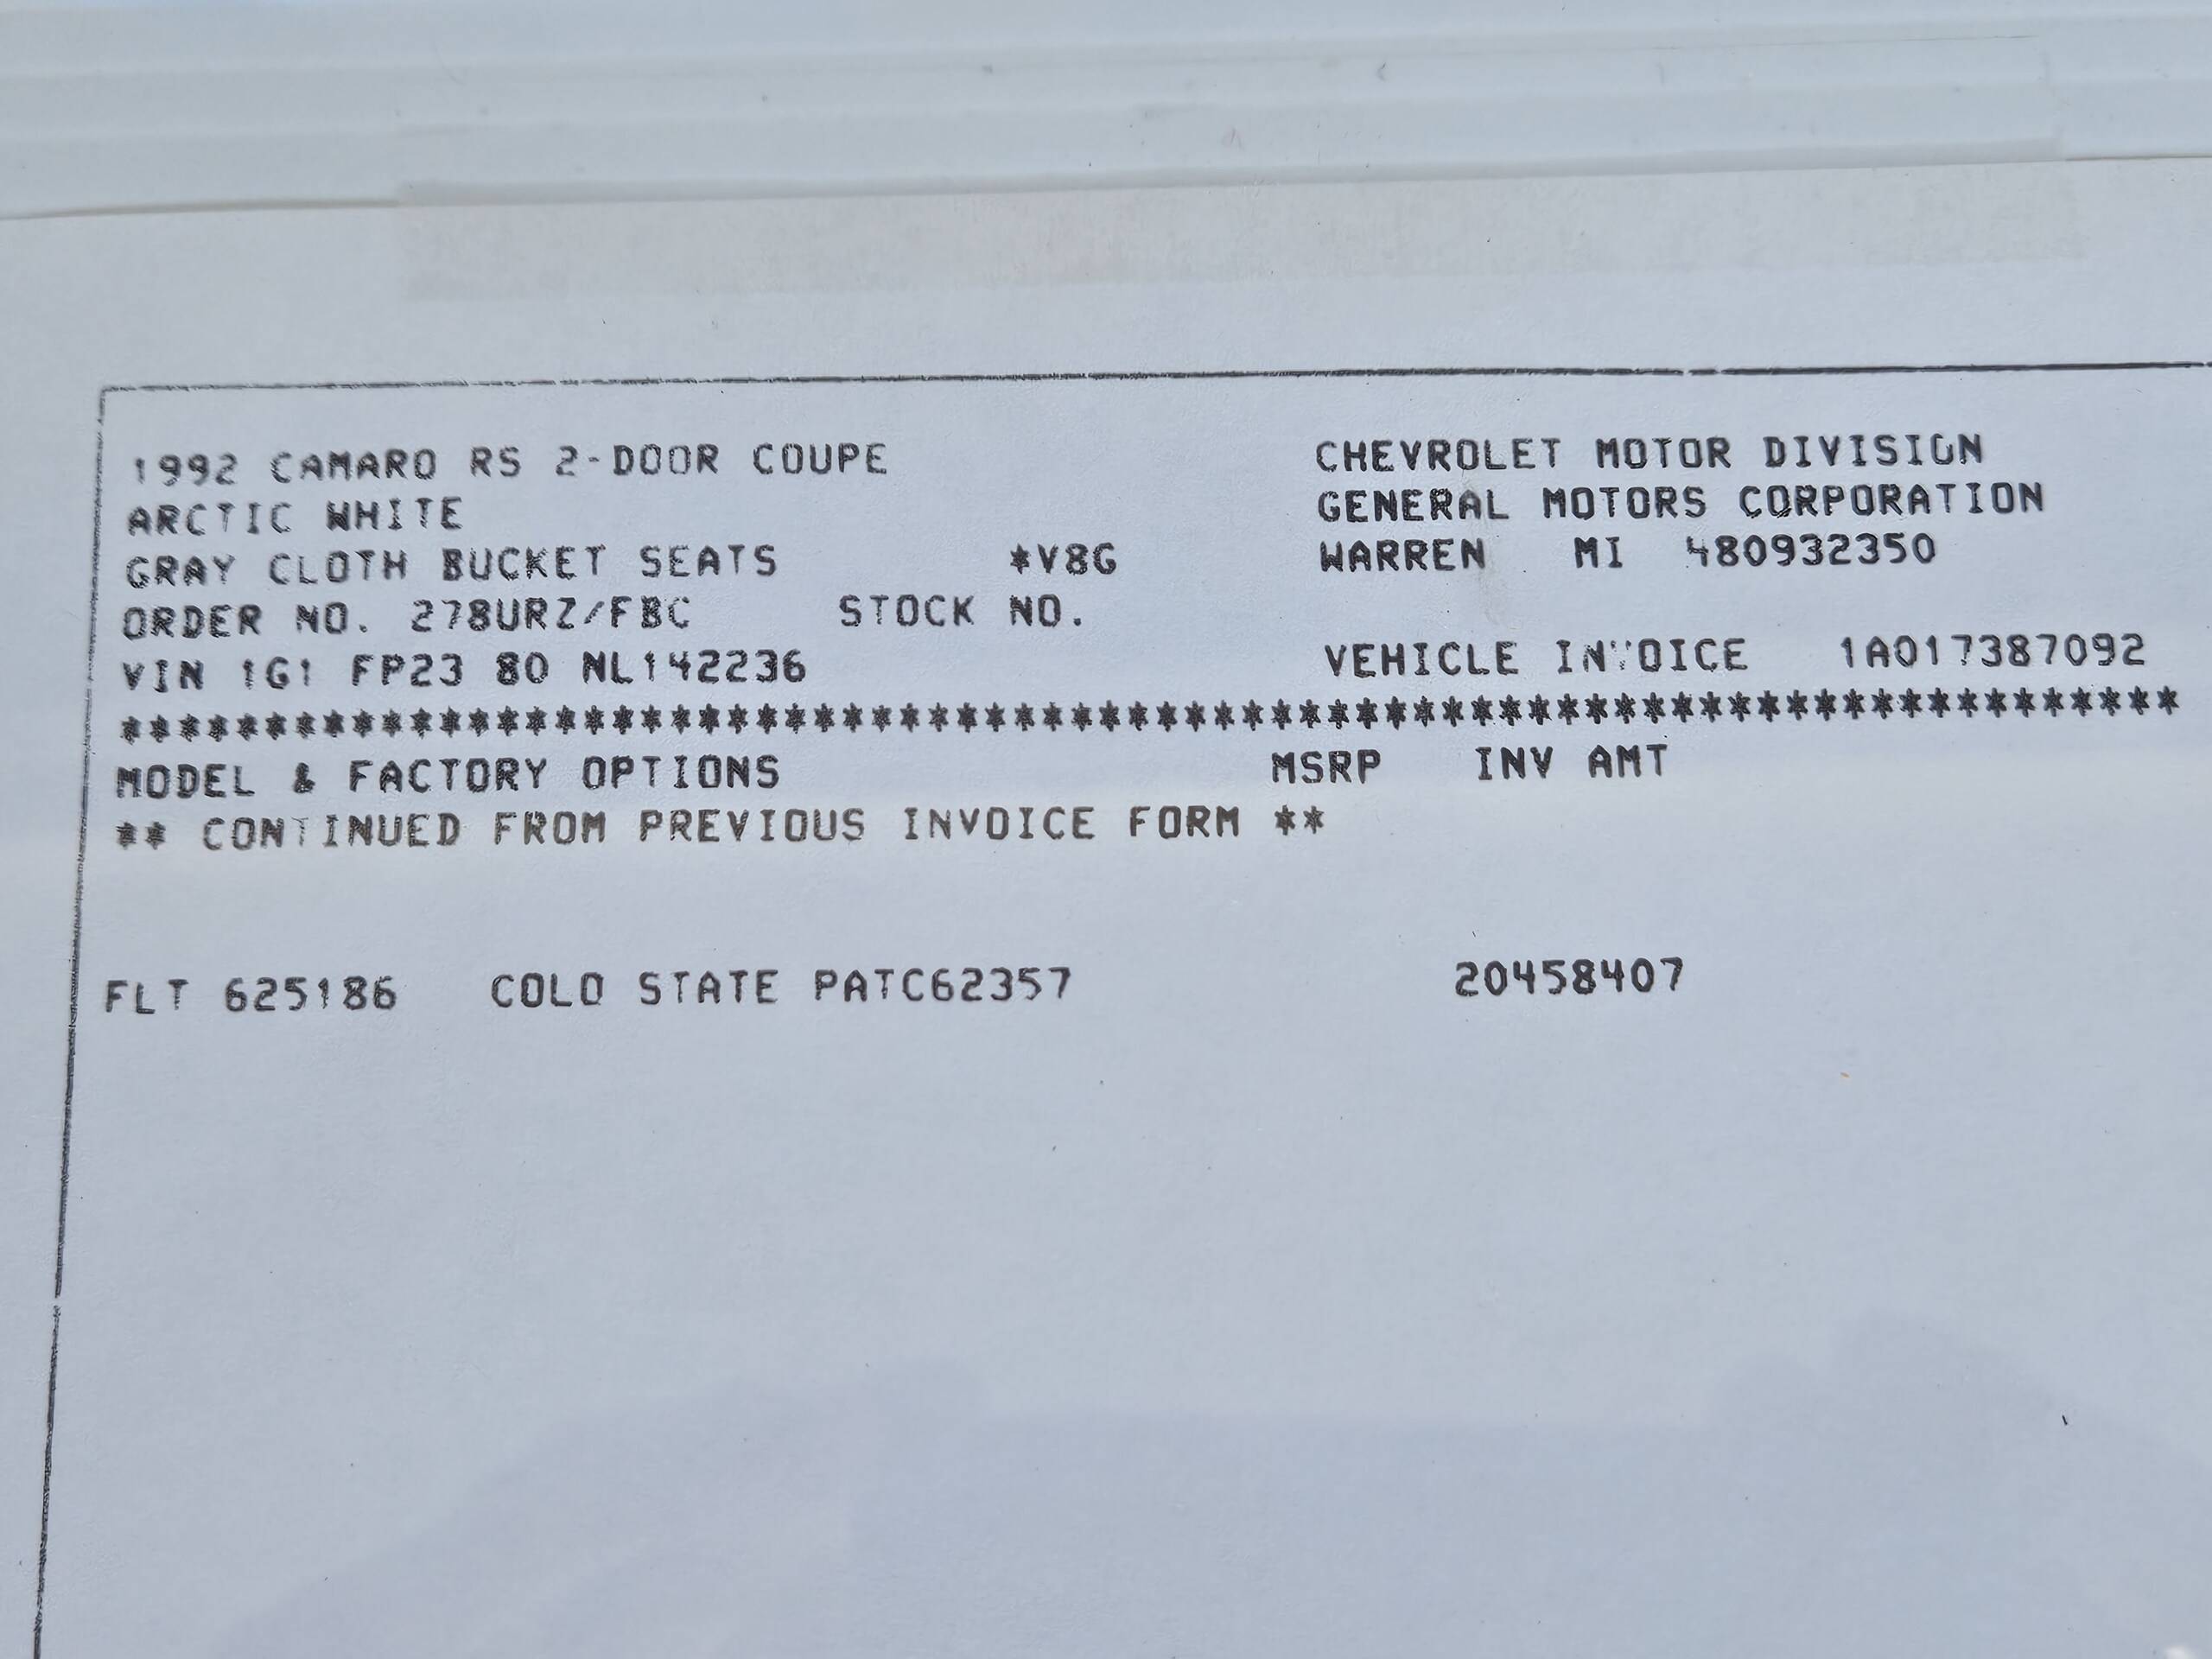 1992 CAMARO RS 2-DOOR COUPE CHEVROLET MOTOR DIVISION
ARCTIC WHITE GENERAL MOTORS CORPORATION
GRAY CLOTH BUCKET SEATS *V8G WARREN MI 480932350
ORDER NO. 278URZ/FBC STOCK NO.
VIN 1G1 FP23 80 NL142236 VEHICLE INVOICE 1A017387092
************************************************************************
MODEL & FACTORY OPTIONS MSRP INV AMT
** CONTINUED FROM PREVIOUS INVOICE FORM **
FLT 625186 COLO STATE PATC62357 20458407